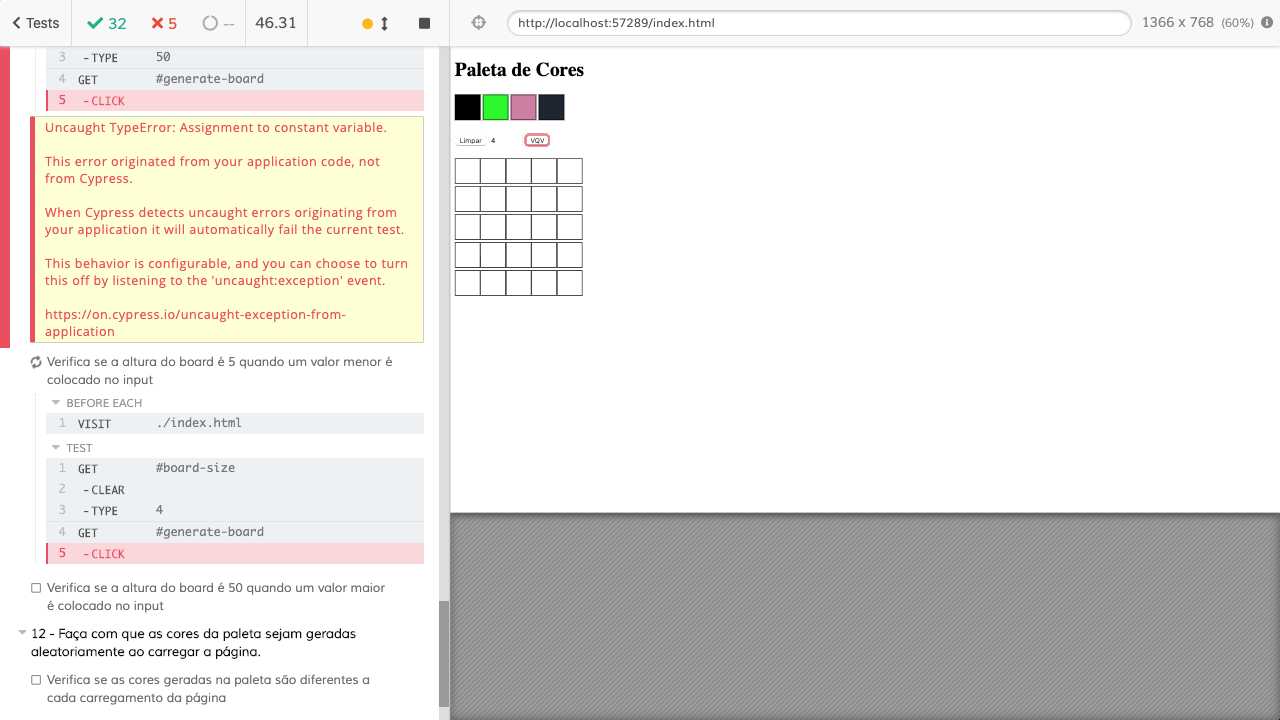 Tests
32
5
--
46.31
http://localhost:57289/index.html
1366 x 768 (60%)
3 -TYPE 50
4 GET #generate-board
5 -CLICK
Uncaught TypeError: Assignment to constant variable.
This error originated from your application code, not
from Cypress.
When Cypress detects uncaught errors originating from
your application it will automatically fail the current test.
This behavior is configurable, and you can choose to turn
this off by listening to the 'uncaught:exception' event.
https://on.cypress.io/uncaught-exception-from-
application
Verifica se a altura do board é 5 quando um valor menor é
colocado no input
BEFORE EACH
1 VISIT ./index.html
TEST
1 GET #board-size
2 -CLEAR
3 -TYPE 4
4 GET #generate-board
5 -CLICK
Verifica se a altura do board é 50 quando um valor maior
é colocado no input
12 - Faça com que as cores da paleta sejam geradas
aleatoriamente ao carregar a página.
Verifica se as cores geradas na paleta são diferentes a
cada carregamento da página
Paleta de Cores
Limpar 4 VQV